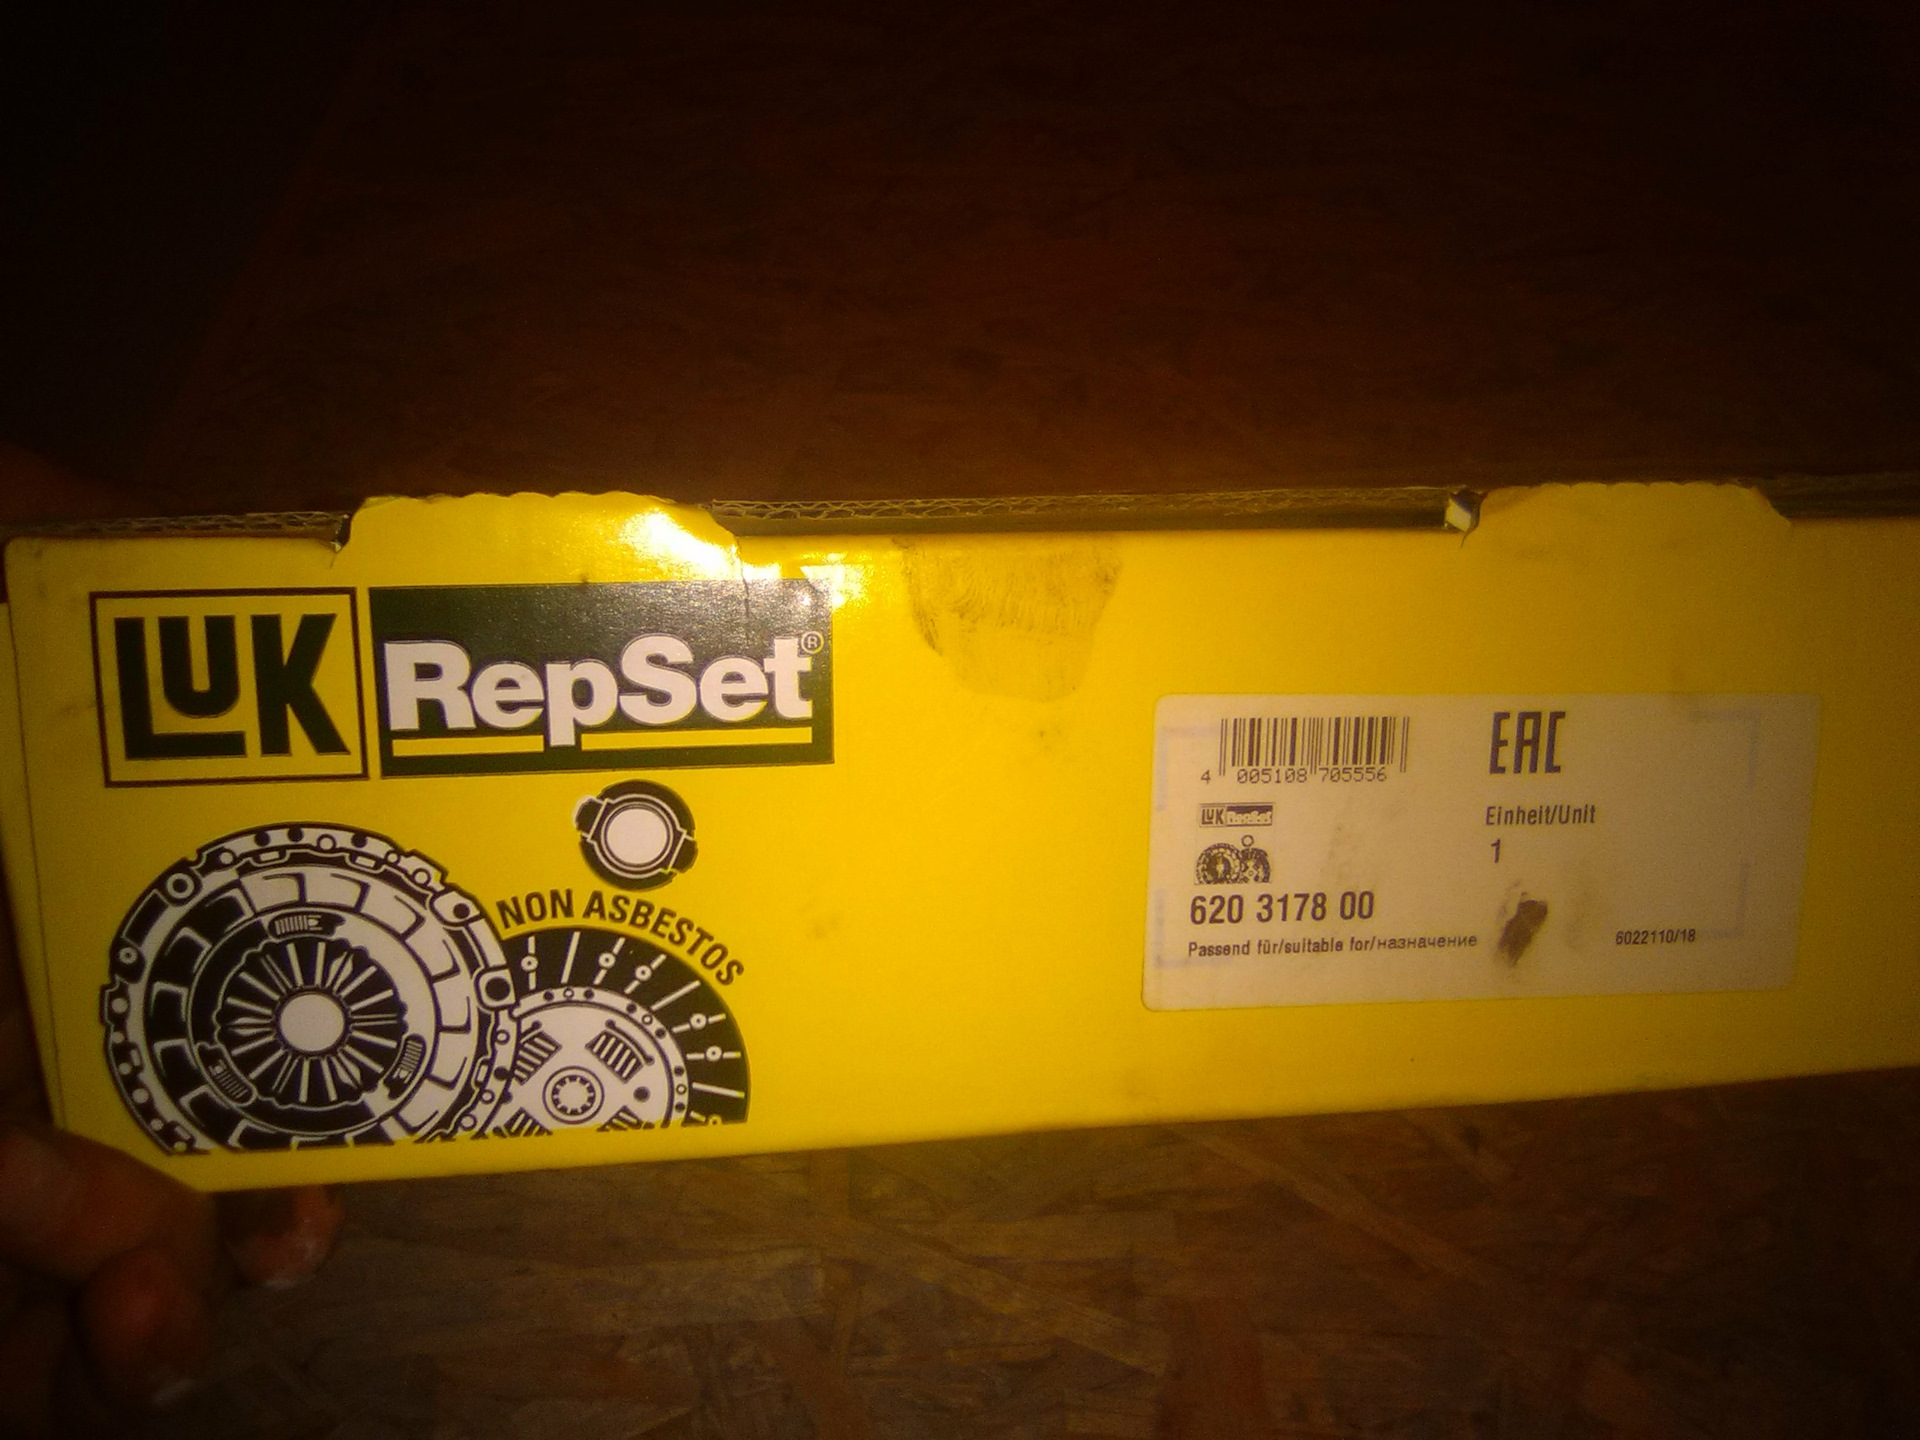 LUK RepSet®
NON ASBESTOS
4 005108 705556
EAC
LUK RepSet
Einheit/Unit
1
620 3178 00
Passend für/suitable for/назначение
6022110/18